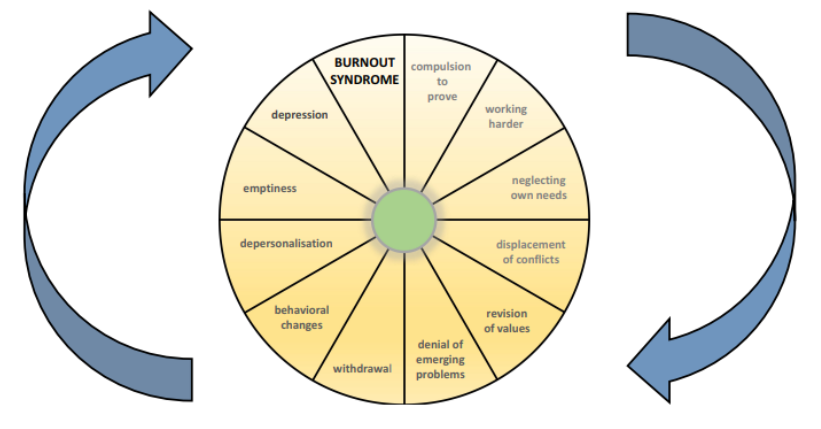 BURNOUT
SYNDROME
compulsion
to
prove
working
harder
neglecting
own needs
displacement
of conflicts
revision
of values
denial of
emerging
problems
withdrawal
behavioral
changes
depersonalisation
emptiness
depression